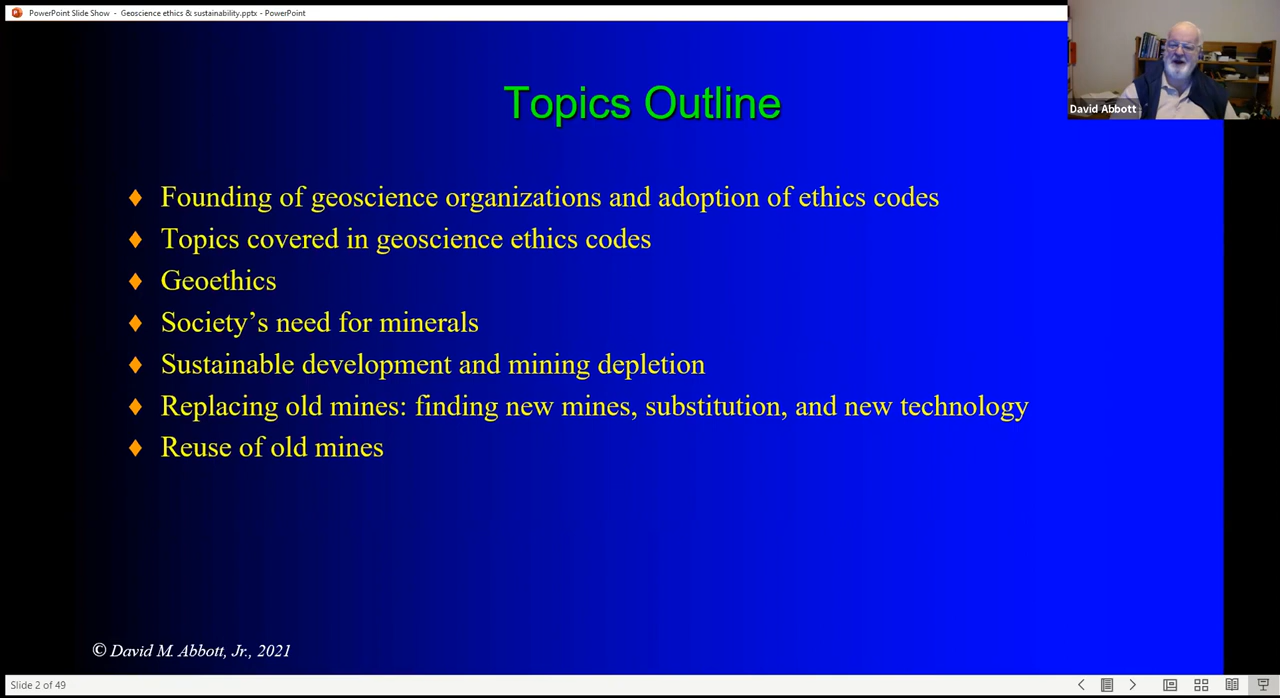 PowerPoint Slide Show - Geoscience ethics & sustainability.pptx - PowerPoint
David Abbott
Topics Outline
Founding of geoscience organizations and adoption of ethics codes
Topics covered in geoscience ethics codes
Geoethics
Society’s need for minerals
Sustainable development and mining depletion
Replacing old mines: finding new mines, substitution, and new technology
Reuse of old mines
© David M. Abbott, Jr., 2021
Slide 2 of 49